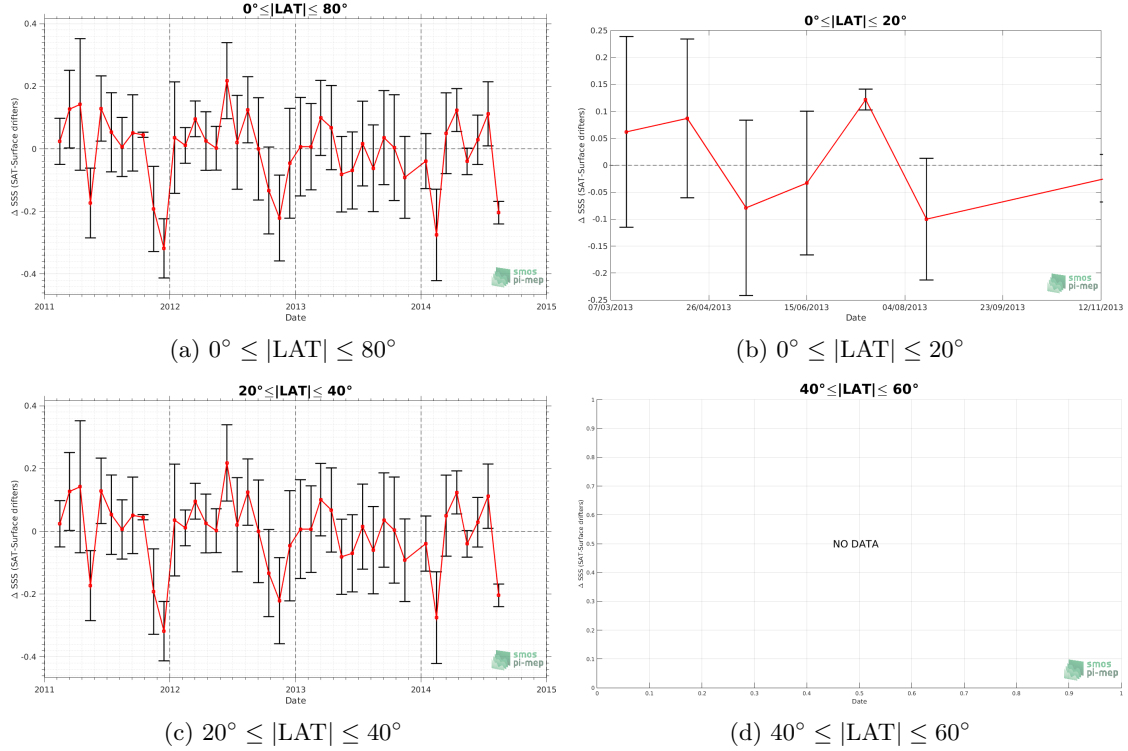 0°≤|LAT|≤ 80°
0.4
0.2
0
-0.2
-0.4
Δ SSS (SAT-Surface drifters)
2011
2012
2013
2014
2015
Date
smos
pi-mep
(a) 0° ≤ |LAT| ≤ 80°
0°≤|LAT|≤ 20°
0.25
0.2
0.15
0.1
0.05
0
-0.05
-0.1
-0.15
-0.2
-0.25
Δ SSS (SAT-Surface drifters)
07/03/2013
26/04/2013
15/06/2013
04/08/2013
23/09/2013
12/11/2013
Date
smos
pi-mep
(b) 0° ≤ |LAT| ≤ 20°
20°≤|LAT|≤ 40°
0.4
0.2
0
-0.2
-0.4
Δ SSS (SAT-Surface drifters)
2011
2012
2013
2014
2015
Date
smos
pi-mep
(c) 20° ≤ |LAT| ≤ 40°
40°≤|LAT|≤ 60°
1
0.9
0.8
0.7
0.6
0.5
0.4
0.3
0.2
0.1
0
Δ SSS (SAT-Surface drifters)
NO DATA
0
0.1
0.2
0.3
0.4
0.5
0.6
0.7
0.8
0.9
1
Date
smos
pi-mep
(d) 40° ≤ |LAT| ≤ 60°